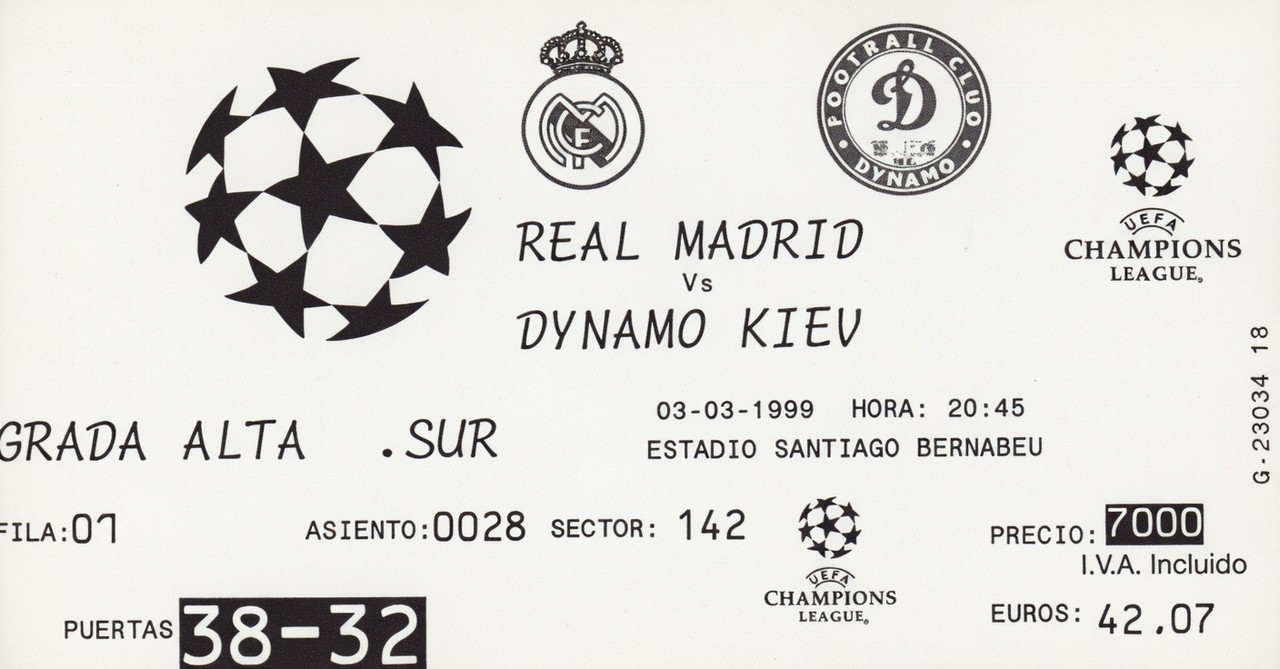 FOOTRALL CLUO
DYNAMO
REAL MADRID
Vs
DYNAMO KIEV
UEFA
CHAMPIONS
LEAGUE®
G-23034 18
03-03-1999 HORA: 20:45
ESTADIO SANTIAGO BERNABEU
GRADA ALTA .SUR
FILA:01 ASIENTO:0028 SECTOR: 142
PRECIO: 7000
I.V.A. Incluido
UEFA
CHAMPIONS
LEAGUE®
EUROS: 42.07
PUERTAS 38-32